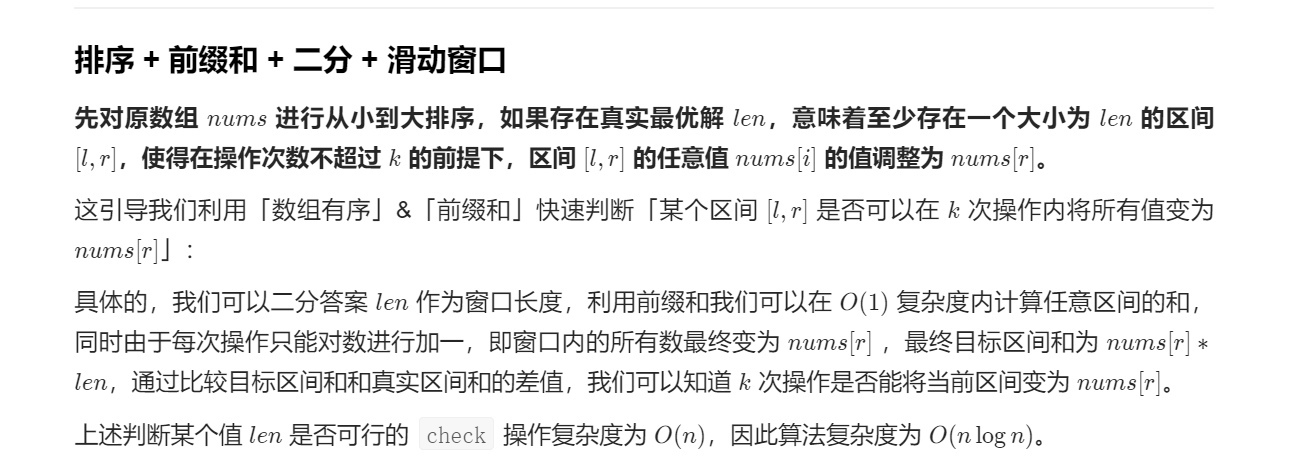 排序 + 前缀和 + 二分 + 滑动窗口
先对原数组 nums 进行从小到大排序，如果存在真实最优解 len，意味着至少存在一个大小为 len 的区间
[l, r]，使得在操作次数不超过 k 的前提下，区间 [l, r] 的任意值 nums[i] 的值调整为 nums[r]。
这引导我们利用「数组有序」&「前缀和」快速判断「某个区间 [l, r] 是否可以在 k 次操作内将所有值变为
nums[r]」：
具体的，我们可以二分答案 len 作为窗口长度，利用前缀和我们可以在 O(1) 复杂度内计算任意区间的和，
同时由于每次操作只能对数进行加一，即窗口内的所有数最终变为 nums[r] ，最终目标区间和为 nums[r] *
len，通过比较目标区间和和真实区间和的差值，我们可以知道 k 次操作是否能将当前区间变为 nums[r]。
上述判断某个值 len 是否可行的 check 操作复杂度为 O(n)，因此算法复杂度为 O(n log n)。